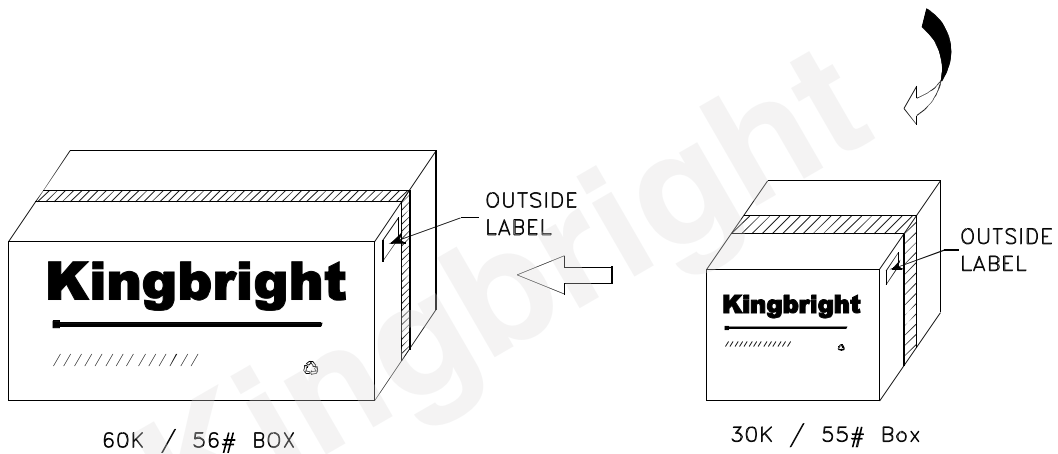 OUTSIDE
LABEL
Kingbright
60K / 56# BOX
OUTSIDE
LABEL
Kingbright
30K / 55# Box
Kingbright